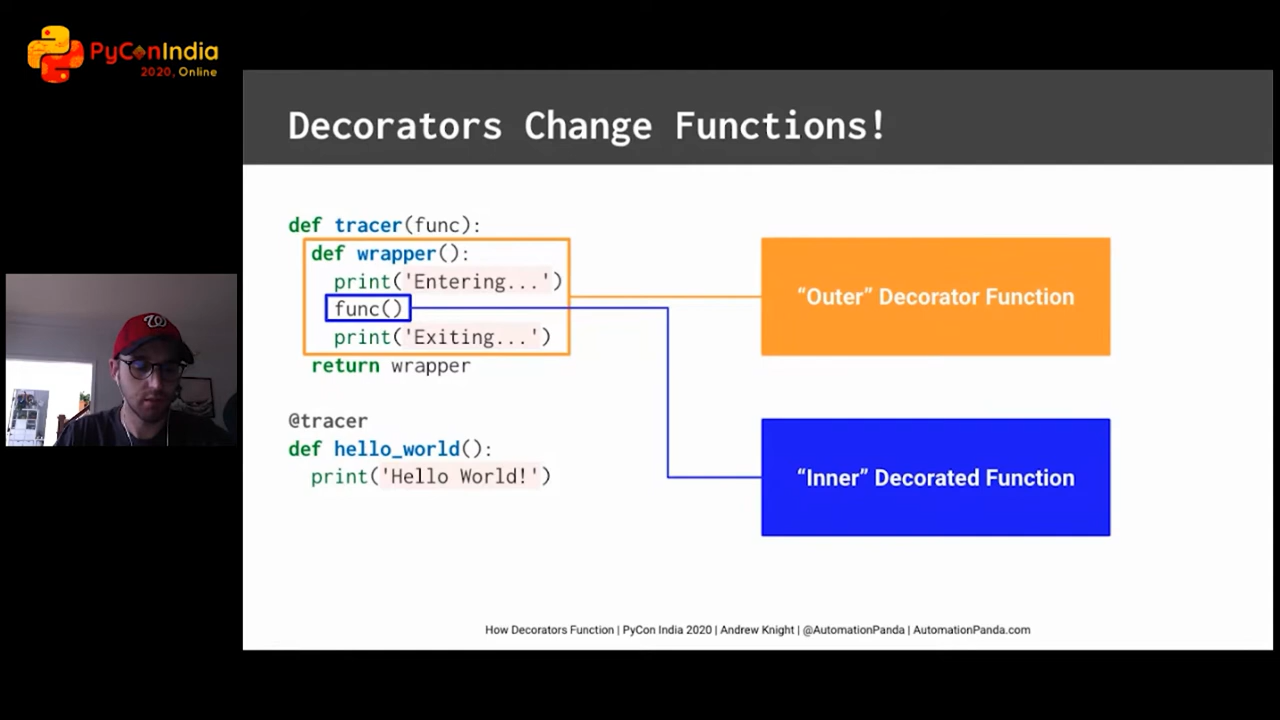 PyConIndia
2020, Online
Decorators Change Functions!
def tracer(func):
def wrapper():
print('Entering...')
func()
print('Exiting...')
return wrapper
@tracer
def hello_world():
print('Hello World!')
“Outer” Decorator Function
“Inner” Decorated Function
How Decorators Function | PyCon India 2020 | Andrew Knight | @AutomationPanda | AutomationPanda.com
W